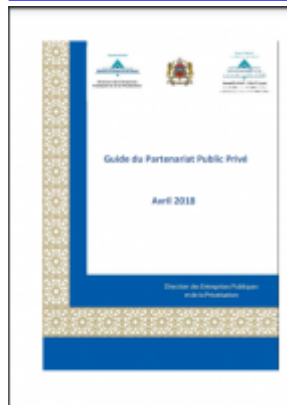 Guide du Partenariat Public Privé
Avril 2018
Direction des Entreprises Publiques
et de la Privatisation